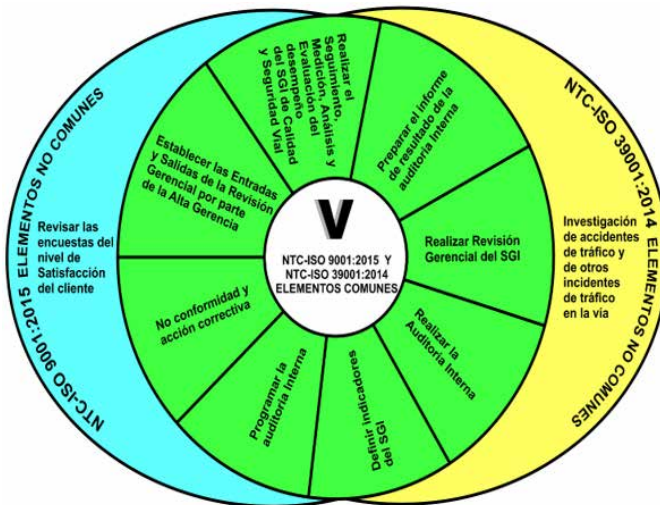 NTC-ISO 9001:2015 ELEMENTOS NO COMUNES
Revisar las
encuestas del
nivel de
Satisfacción
del cliente
Realizar el
Seguimiento,
Medición, Análisis y
Evaluación del
desempeño
del SGI de Calidad
y Seguridad Vial
Preparar el informe
de resultado de la
auditoria Interna
Establecer las Entradas
y Salidas de la Revisión
Gerencial por parte
de la Alta Gerencia
V
NTC-ISO 9001:2015 Y
NTC-ISO 39001:2014
ELEMENTOS COMUNES
Realizar Revisión
Gerencial del SGI
No conformidad y
acción correctiva
Realizar la
Auditoría Interna
Programar la
auditoría Interna
Definir Indicadores
del SGI
NTC-ISO 39001:2014 ELEMENTOS NO COMUNES
Investigación
de accidentes
de tráfico y
de otros
incidentes
de tráfico
en la vía